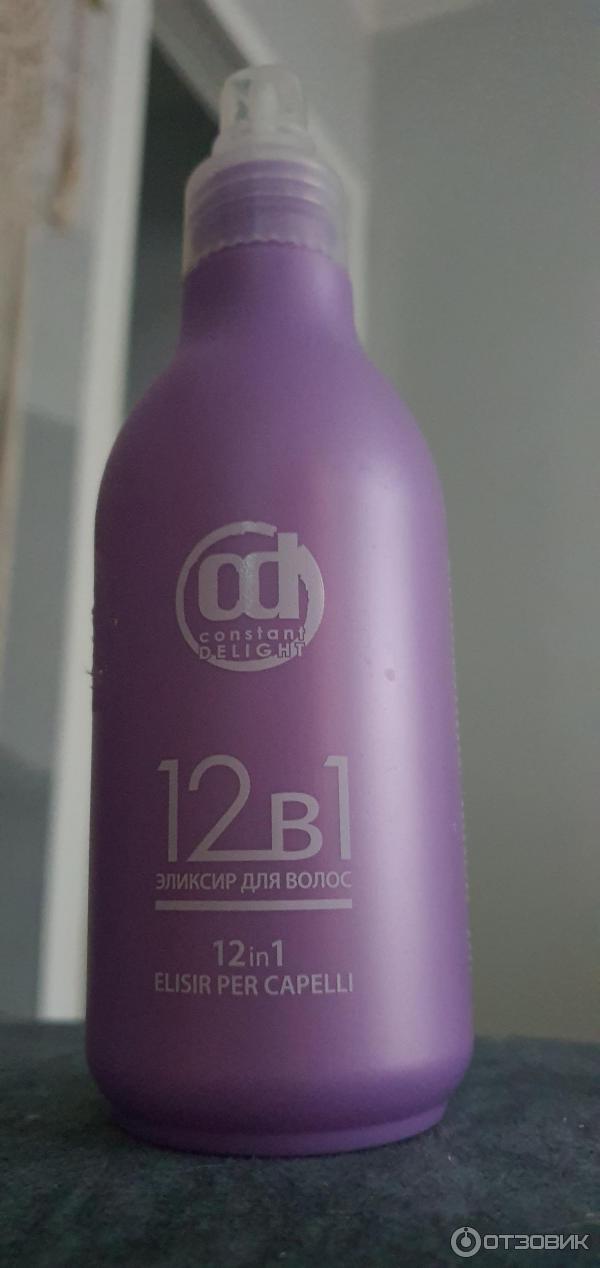 cd
constant
DELIGHT
12в1
ЭЛИКСИР ДЛЯ ВОЛОС
12in1
ELISIR PER CAPELLI
ОТЗОВИК